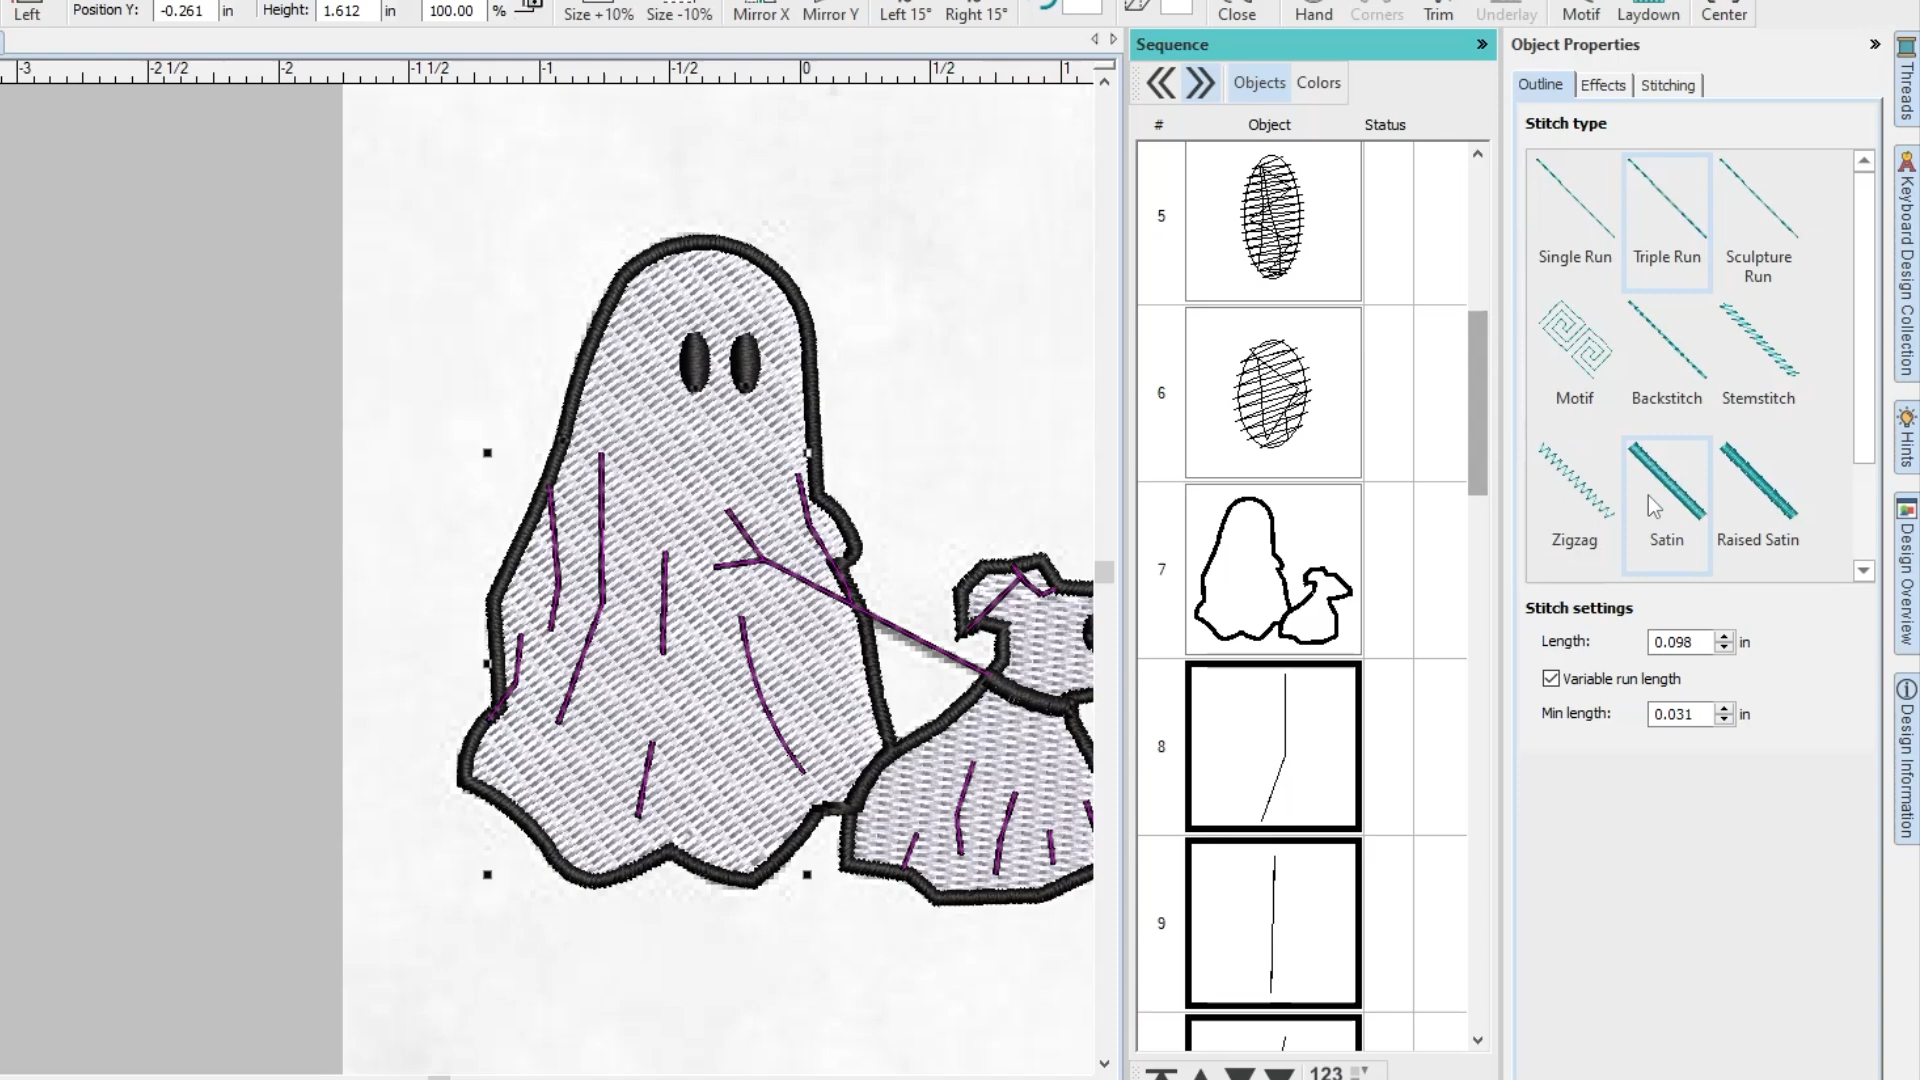 Left
Position Y: -0.261 in Height: 1.612 in 100.00 %
Size +10% Size -10% Mirror X Mirror Y Left 15° Right 15° Close Hand Corners Trim Underlay Motif Laydown Center
-3 -2 1/2 -2 -1 1/2 -1 -1/2 0 1/2 1
Sequence
Objects Colors
# Object Status
5
6
7
8
9
123
Object Properties
Outline Effects Stitching
Stitch type
Single Run Triple Run Sculpture Run
Motif Backstitch Stemstitch
Zigzag Satin Raised Satin
Stitch settings
Length: 0.098 in
Variable run length
Min length: 0.031 in
Threads
Keyboard Design Collection
Hints
Design Overview
Design Information